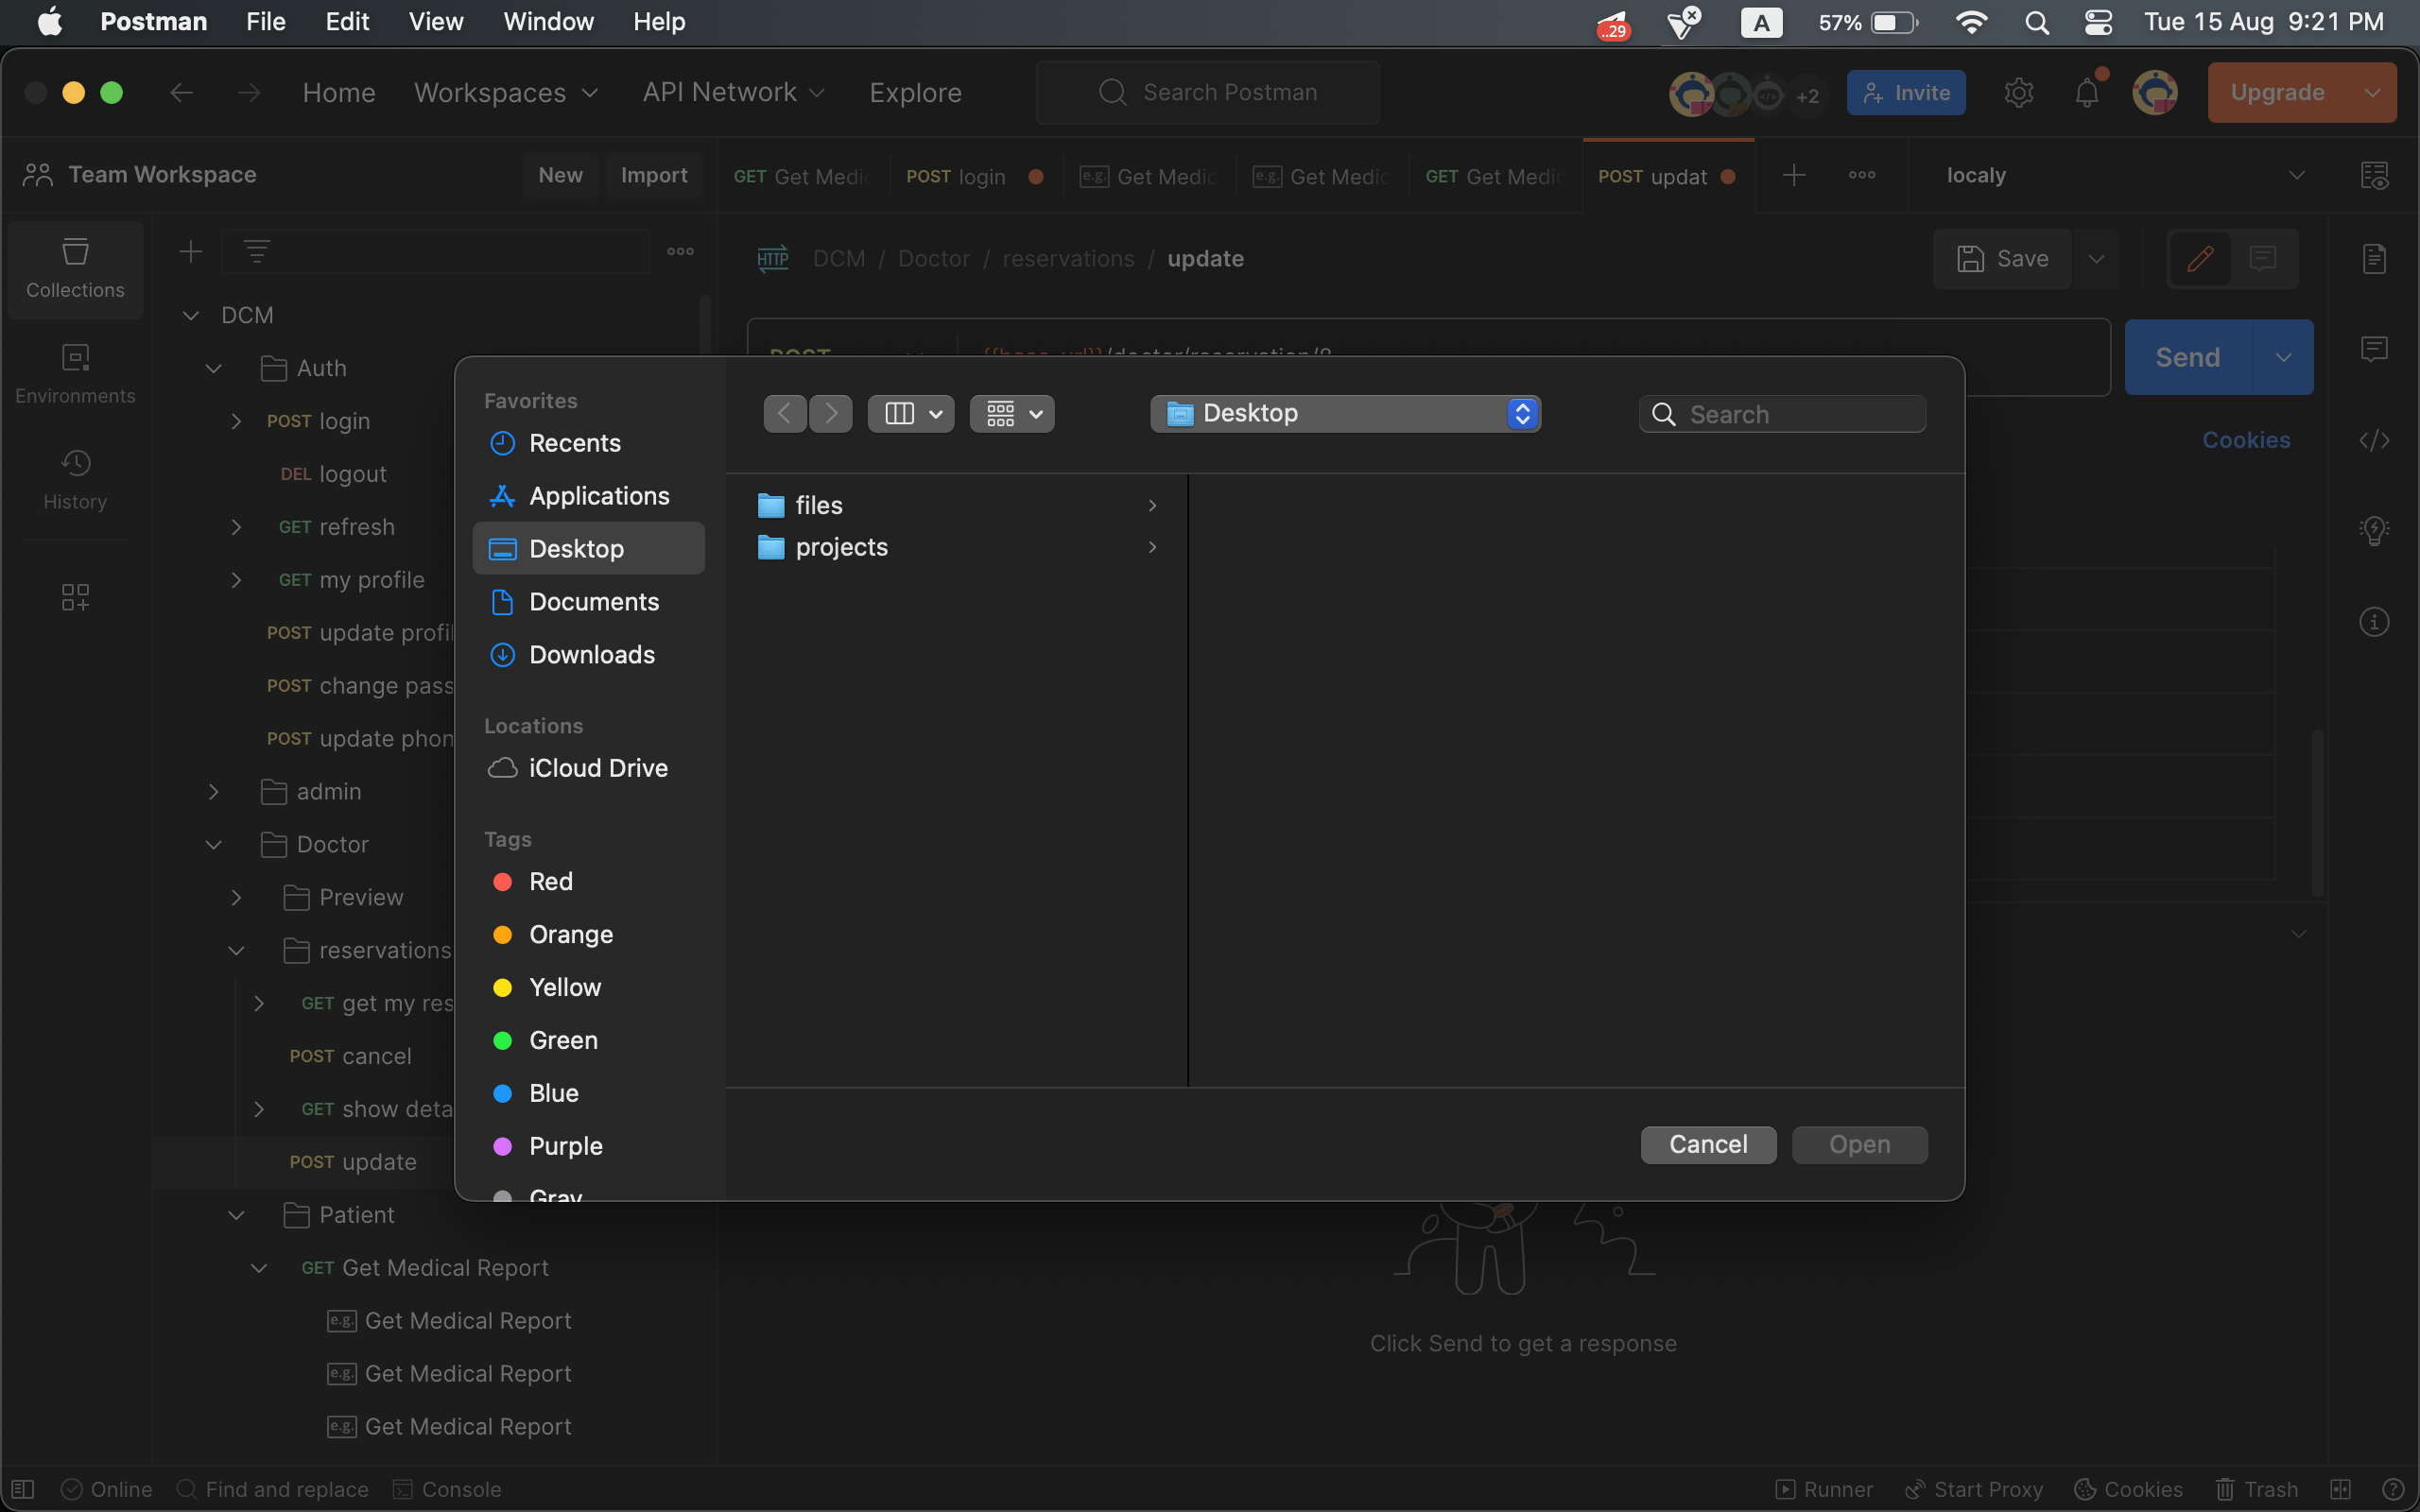 Postman File Edit View Window Help ..29 A 57% Tue 15 Aug 9:21 PM
Home Workspaces API Network Explore Search Postman +2 Invite Upgrade
Team Workspace New Import
GET Get Medic POST login e.g. Get Medic e.g. Get Medic GET Get Medic POST updat localy
Collections
Environments
History
HTTP DCM / Doctor / reservations / update Save
Send
Cookies
DCM
Auth
POST login
DEL logout
GET refresh
GET my profile
POST update profil
POST change pass
POST update phon
admin
Doctor
Preview
reservations
GET get my res
POST cancel
GET show deta
POST update
Patient
GET Get Medical Report
e.g. Get Medical Report
e.g. Get Medical Report
e.g. Get Medical Report
Favorites
Recents
Applications
Desktop
Documents
Downloads
Locations
iCloud Drive
Tags
Red
Orange
Yellow
Green
Blue
Purple
Gray
Desktop Search
files
projects
Cancel Open
Click Send to get a response
Online Find and replace Console Runner Start Proxy Cookies Trash